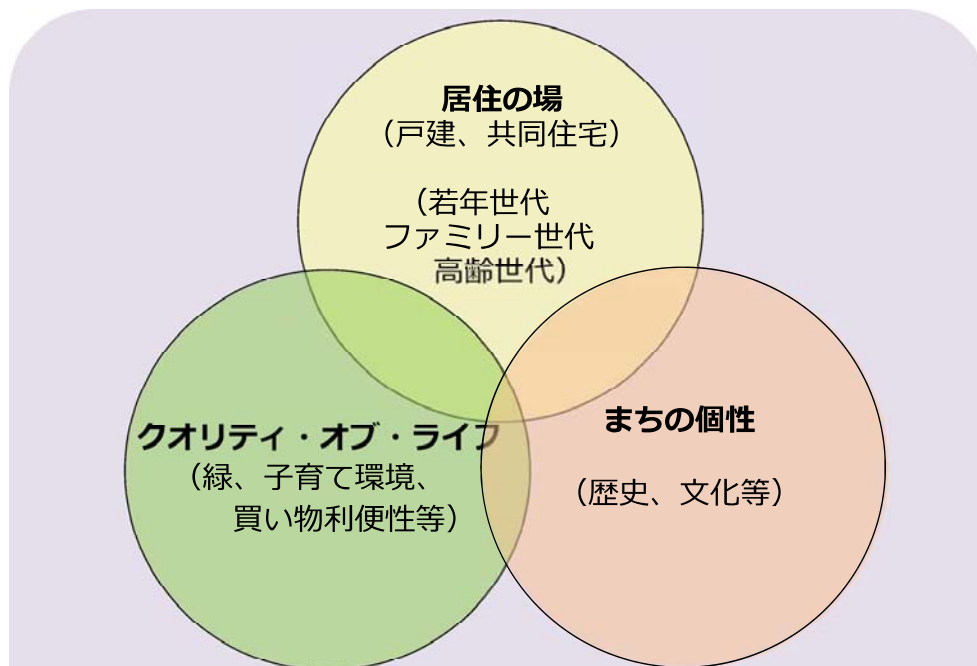 居住の場
（戸建、共同住宅）
（若年世代
ファミリー世代
高齢世代）
クオリティ・オブ・ライフ
（緑、子育て環境、
買い物利便性等）
まちの個性
（歴史、文化等）